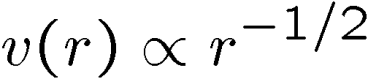 v(r) ∝ r^{-1/2}